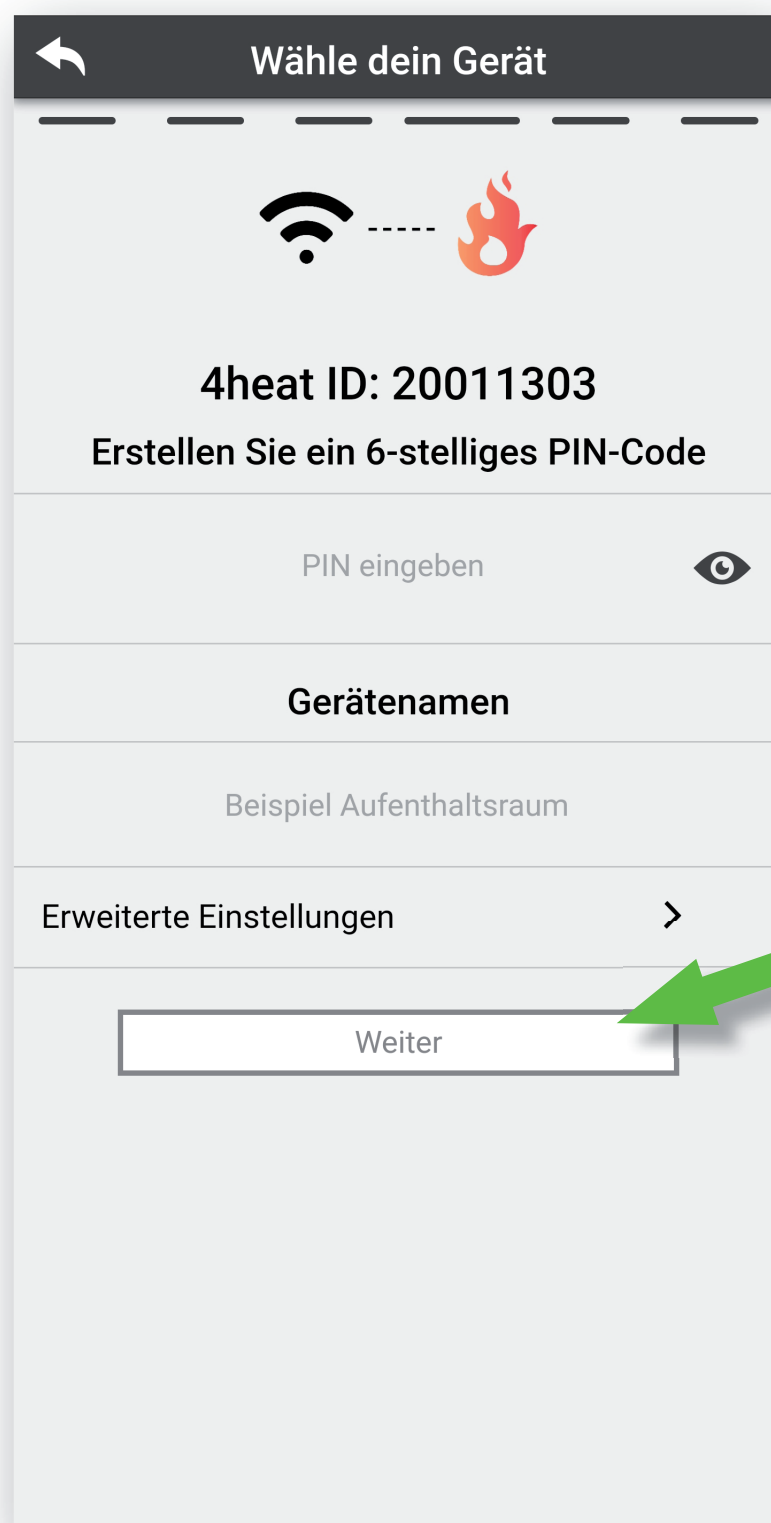 Wähle dein Gerät
4heat ID: 20011303
Erstellen Sie ein 6-stelliges PIN-Code
PIN eingeben
Gerätenamen
Beispiel Aufenthaltsraum
Erweiterte Einstellungen
Weiter